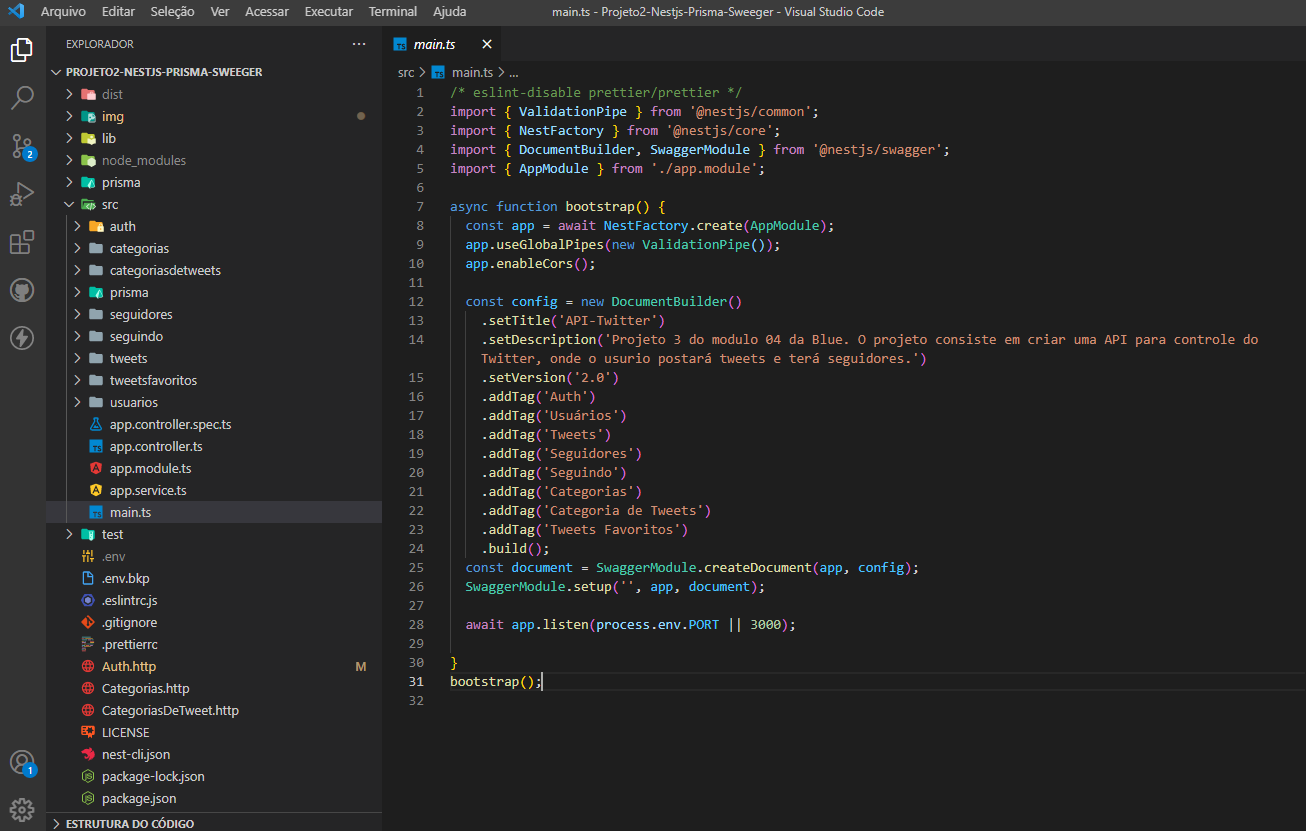 Arquivo Editar Seleção Ver Acessar Executar Terminal Ajuda
main.ts - Projeto2-Nestjs-Prisma-Sweeger - Visual Studio Code
EXPLORADOR ...
PROJETO2-NESTJS-PRISMA-SWEEGER
dist
img
lib
node_modules
prisma
src
auth
categorias
categoriasdetweets
prisma
seguidores
seguindo
tweets
tweetsfavoritos
usuarios
app.controller.spec.ts
app.controller.ts
app.module.ts
app.service.ts
main.ts
test
.env
.env.bkp
.eslintrc.js
.gitignore
.prettierrc
Auth.http M
Categorias.http
CategoriasDeTweet.http
LICENSE
nest-cli.json
package-lock.json
package.json
ESTRUTURA DO CÓDIGO
2
1
main.ts
src > main.ts > ...
1 /* eslint-disable prettier/prettier */
2 import { ValidationPipe } from '@nestjs/common';
3 import { NestFactory } from '@nestjs/core';
4 import { DocumentBuilder, SwaggerModule } from '@nestjs/swagger';
5 import { AppModule } from './app.module';
6
7 async function bootstrap() {
8 const app = await NestFactory.create(AppModule);
9 app.useGlobalPipes(new ValidationPipe());
10 app.enableCors();
11
12 const config = new DocumentBuilder()
13 .setTitle('API-Twitter')
14 .setDescription('Projeto 3 do modulo 04 da Blue. O projeto consiste em criar uma API para controle do
Twitter, onde o usurio postará tweets e terá seguidores.')
15 .setVersion('2.0')
16 .addTag('Auth')
17 .addTag('Usuários')
18 .addTag('Tweets')
19 .addTag('Seguidores')
20 .addTag('Seguindo')
21 .addTag('Categorias')
22 .addTag('Categoria de Tweets')
23 .addTag('Tweets Favoritos')
24 .build();
25 const document = SwaggerModule.createDocument(app, config);
26 SwaggerModule.setup('', app, document);
27
28 await app.listen(process.env.PORT || 3000);
29
30 }
31 bootstrap();
32